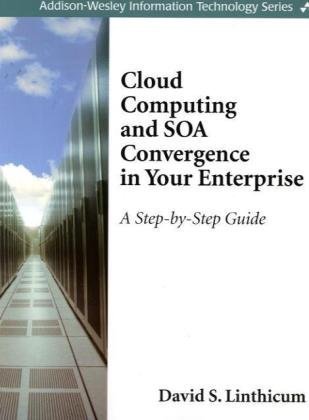 Addison-Wesley Information Technology Series
Cloud
Computing
and SOA
Convergence
in Your Enterprise
A Step-by-Step Guide
David S. Linthicum